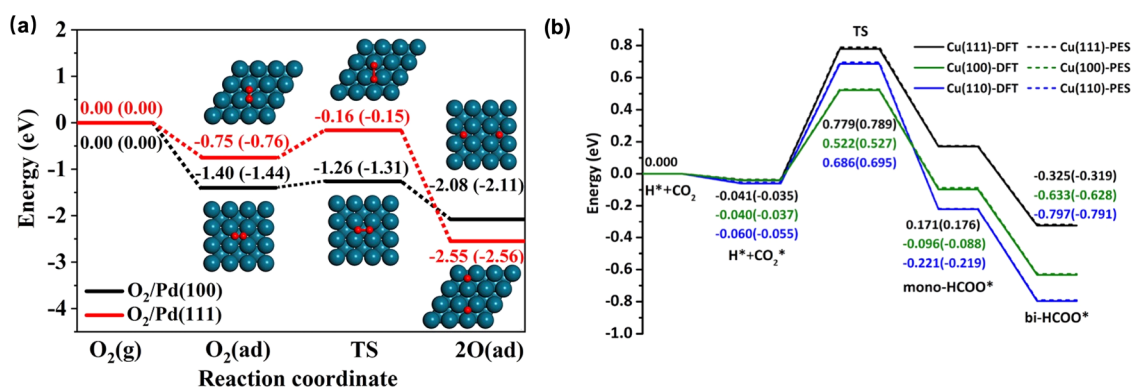 (a)
Energy (eV)
2
1
0
-1
-2
-3
-4
0.00 (0.00)
0.00 (0.00)
-0.75 (-0.76)
-1.40 (-1.44)
-0.16 (-0.15)
-1.26 (-1.31)
-2.08 (-2.11)
-2.55 (-2.56)
O₂/Pd(100)
O₂/Pd(111)
O₂(g) O₂(ad) TS 2O(ad)
Reaction coordinate
(b)
Energy (eV)
0.8
0.6
0.4
0.2
0.0
-0.2
-0.4
-0.6
-0.8
-1.0
TS
Cu(111)-DFT Cu(111)-PES
Cu(100)-DFT Cu(100)-PES
Cu(110)-DFT Cu(110)-PES
0.000
H*+CO₂
-0.041(-0.035)
-0.040(-0.037)
-0.060(-0.055)
H*+CO₂*
0.779(0.789)
0.522(0.527)
0.686(0.695)
0.171(0.176)
-0.096(-0.088)
-0.221(-0.219)
mono-HCOO*
-0.325(-0.319)
-0.633(-0.628)
-0.797(-0.791)
bi-HCOO*